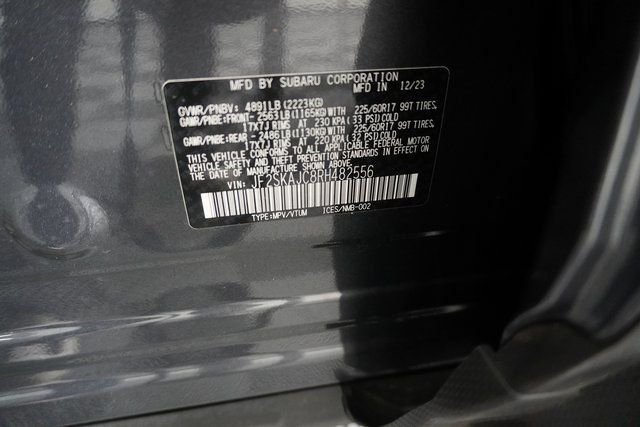 MFD BY SUBARU CORPORATION
MFD IN 12/23
GVWR/PNBV: 4891LB(2223KG)
GAWR/PNBE:FRONT- 2563LB(1165KG)WITH 225/60R17 99T TIRES,
17X7J RIMS AT 230 KPA(33 PSI)COLD
GAWR/PNBE:REAR- 2486LB(1130KG)WITH 225/60R17 99T TIRES,
17X7J RIMS AT 220 KPA(32 PSI)COLD
THIS VEHICLE CONFORMS TO ALL APPLICABLE FEDERAL MOTOR
VEHICLE SAFETY AND THEFT PREVENTION STANDARDS IN EFFECT ON
THE DATE OF MANUFACTURE SHOWN ABOVE.
VIN: JF2SKAJC8RH482556
TYPE:MPV/VTUM ICES/NMB-002